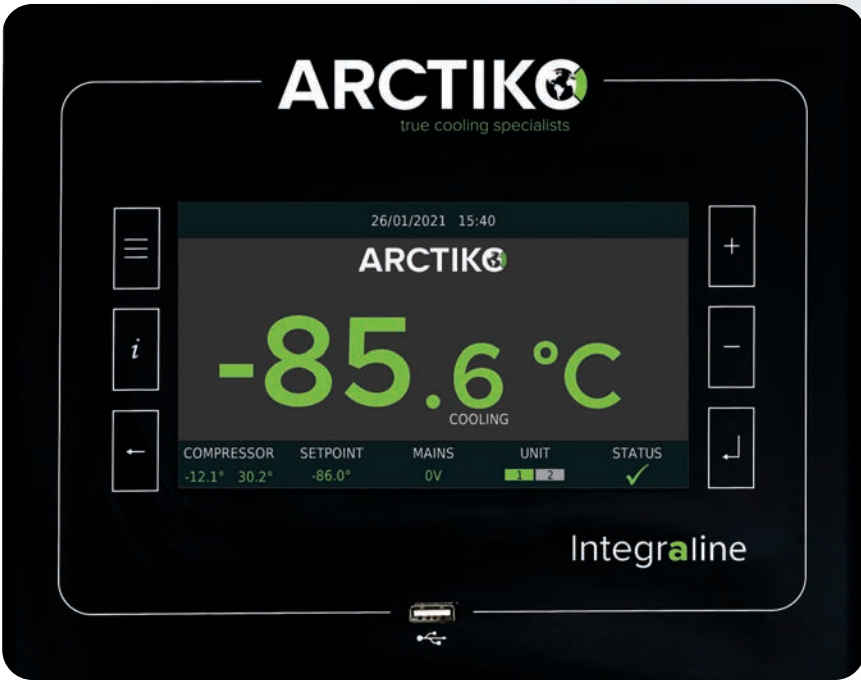 ARCTIKO
true cooling specialists
26/01/2021 15:40
ARCTIKO
-85.6 °C
COOLING
COMPRESSOR SETPOINT MAINS UNIT STATUS
-12.1° 30.2° -86.0° 0V 1 2
i
+
−
Integraline